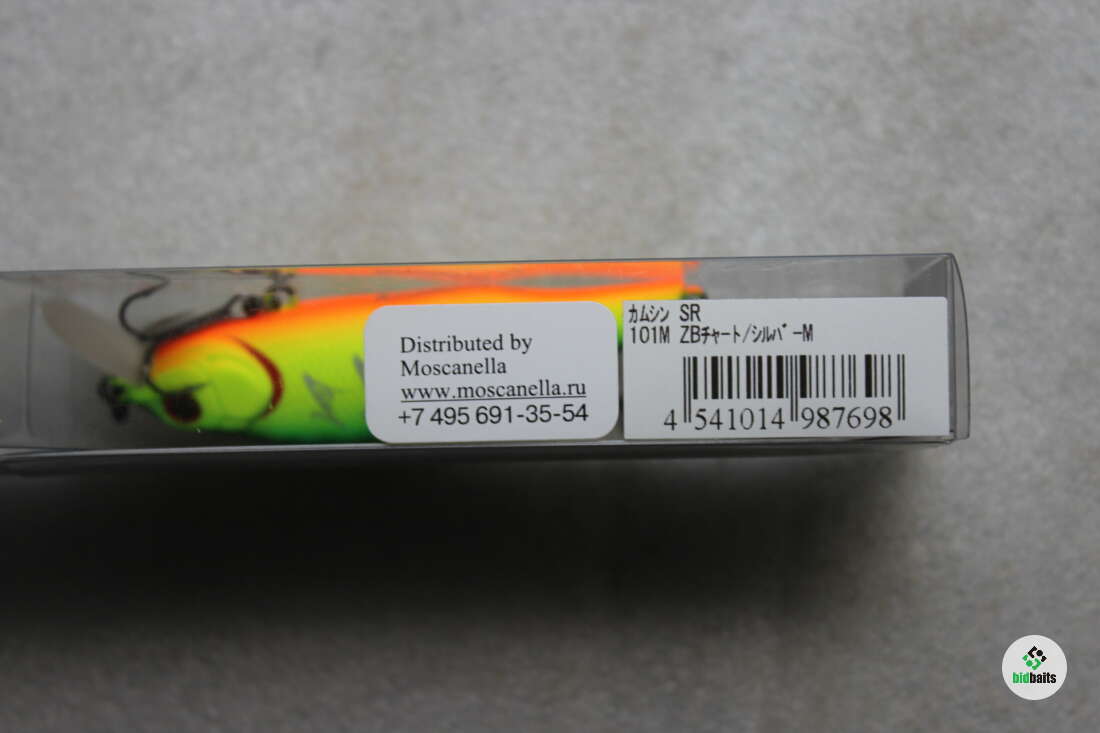 Distributed by
Moscanella
www.moscanella.ru
+7 495 691-35-54
ｶﾑｼﾝ SR
101M ZBﾁｬｰﾄ/ｼﾙﾊﾞｰM
4 541014 987698
bidbaits